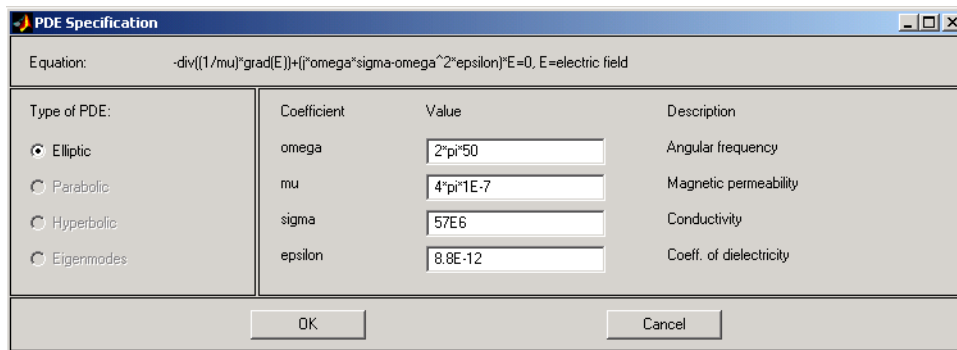 PDE Specification
Equation: -div((1/mu)*grad(E))+(j*omega*sigma-omega^2*epsilon)*E=0, E=electric field
Type of PDE:
Elliptic
Parabolic
Hyperbolic
Eigenmodes
Coefficient Value Description
omega 2*pi*50 Angular frequency
mu 4*pi*1E-7 Magnetic permeability
sigma 57E6 Conductivity
epsilon 8.8E-12 Coeff. of dielectricity
OK Cancel